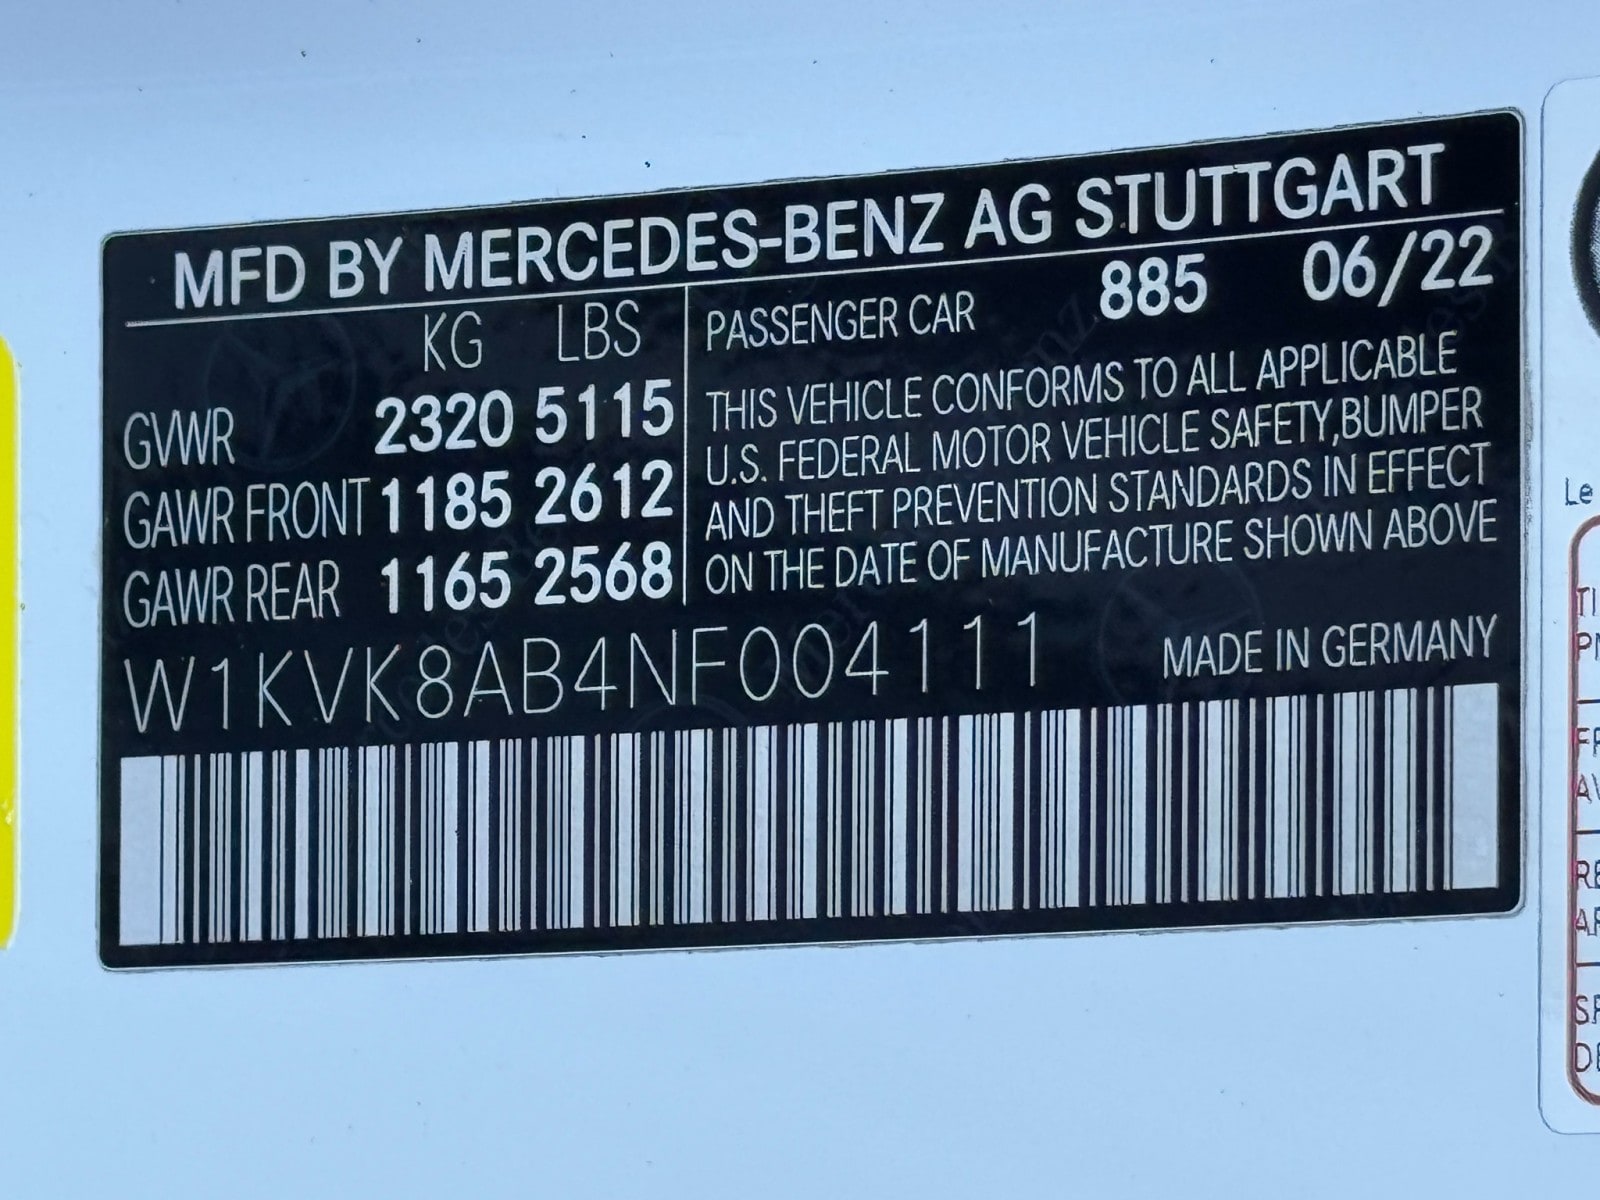 MFD BY MERCEDES-BENZ AG STUTTGART
KG LBS
GVWR 2320 5115
GAWR FRONT 1185 2612
GAWR REAR 1165 2568
PASSENGER CAR 885 06/22
THIS VEHICLE CONFORMS TO ALL APPLICABLE
U.S. FEDERAL MOTOR VEHICLE SAFETY,BUMPER
AND THEFT PREVENTION STANDARDS IN EFFECT
ON THE DATE OF MANUFACTURE SHOWN ABOVE
W1KVK8AB4NF004111
MADE IN GERMANY
Le